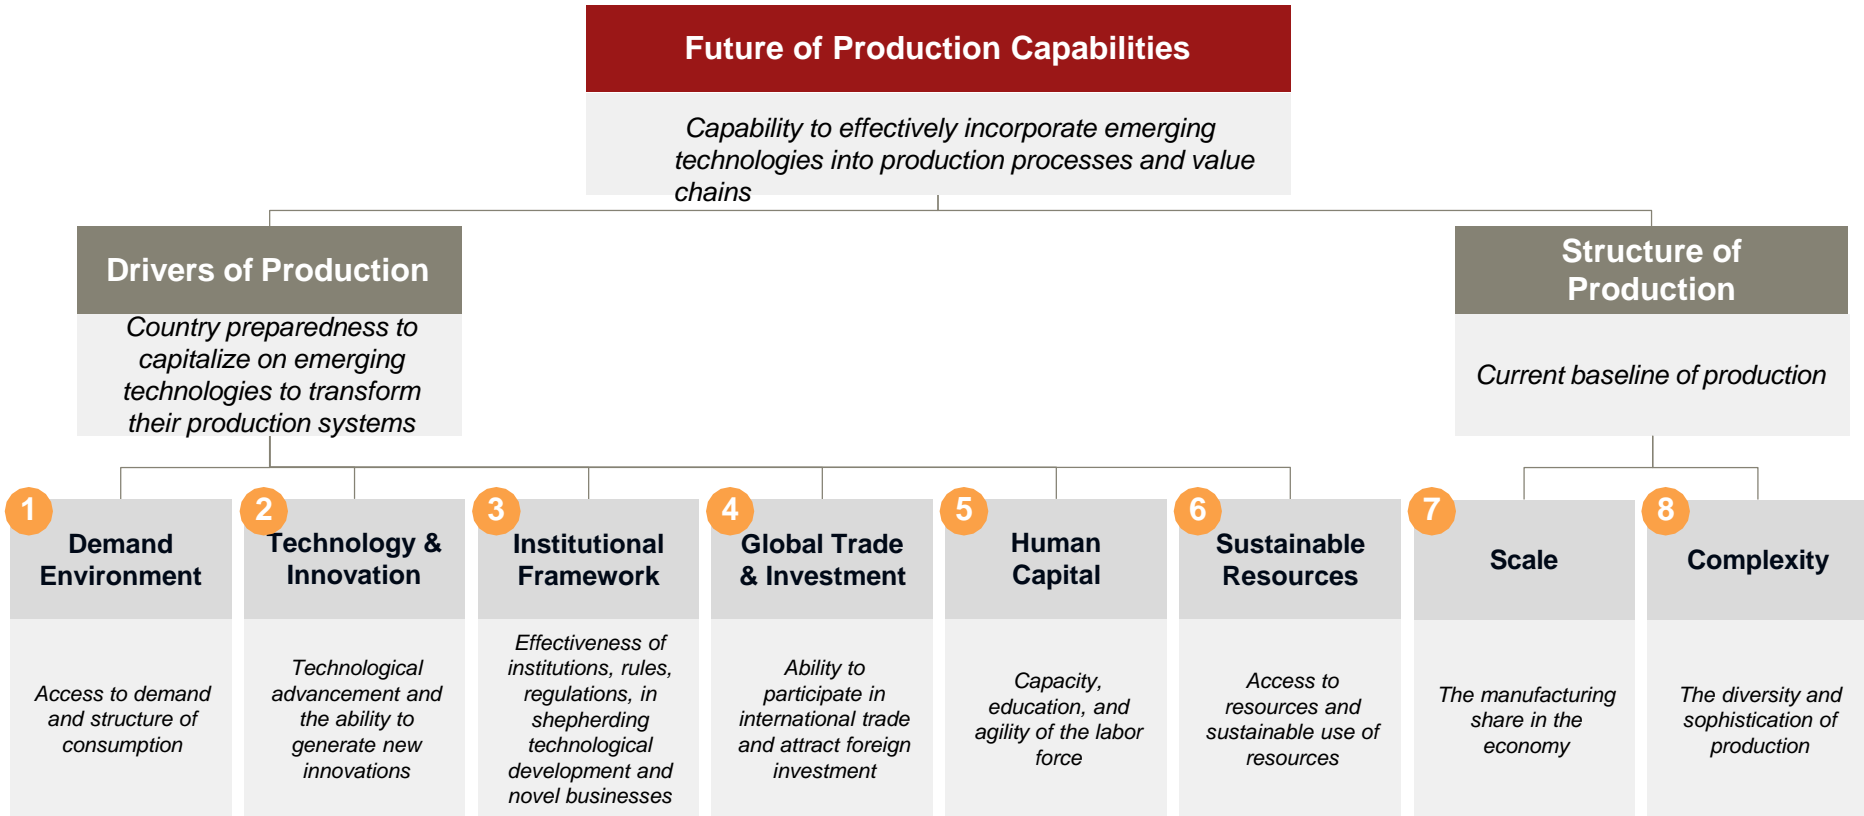 Future of Production Capabilities
Capability to effectively incorporate emerging
technologies into production processes and value
chains
Drivers of Production
Country preparedness to
capitalize on emerging
technologies to transform
their production systems
Structure of
Production
Current baseline of production
1
Demand
Environment
Access to demand
and structure of
consumption
2
Technology &
Innovation
Technological
advancement and
the ability to
generate new
innovations
3
Institutional
Framework
Effectiveness of
institutions, rules,
regulations, in
shepherding
technological
development and
novel businesses
4
Global Trade
& Investment
Ability to
participate in
international trade
and attract foreign
investment
5
Human
Capital
Capacity,
education, and
agility of the labor
force
6
Sustainable
Resources
Access to
resources and
sustainable use of
resources
7
Scale
The manufacturing
share in the
economy
8
Complexity
The diversity and
sophistication of
production